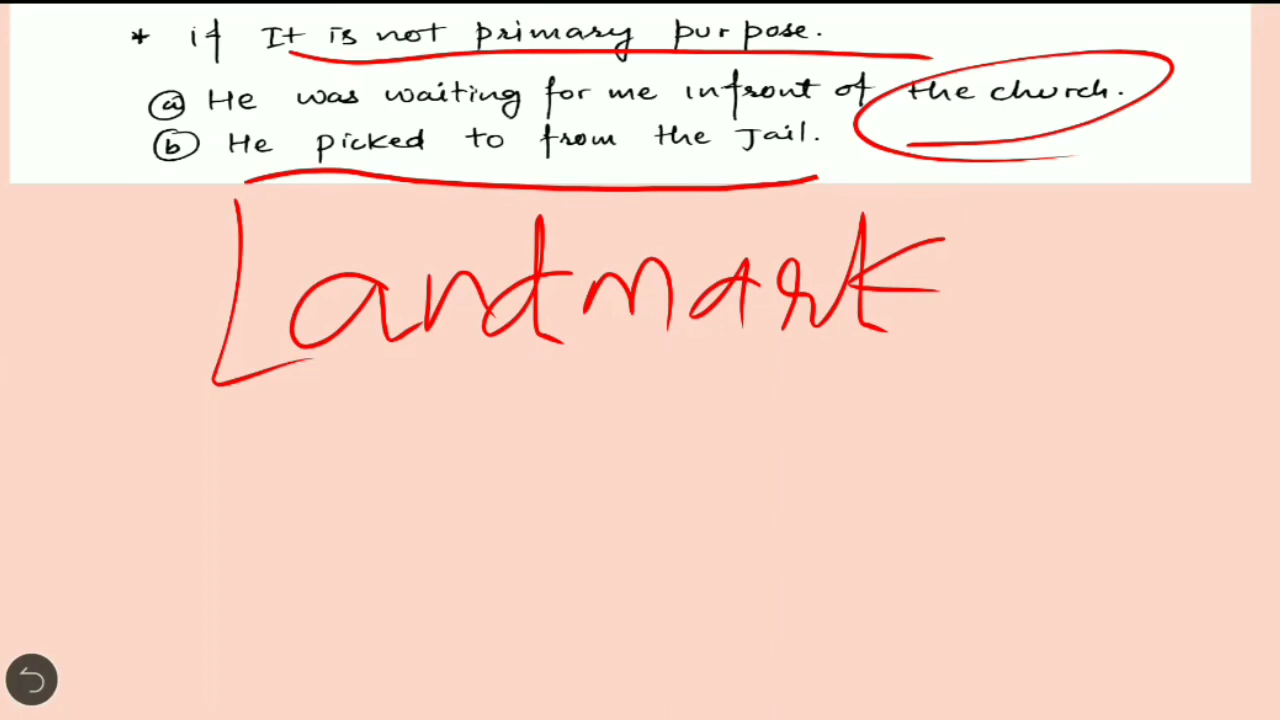 * if It is not primary purpose.
(a) He was waiting for me infront of the church.
(b) He picked to from the Jail.
Landmark